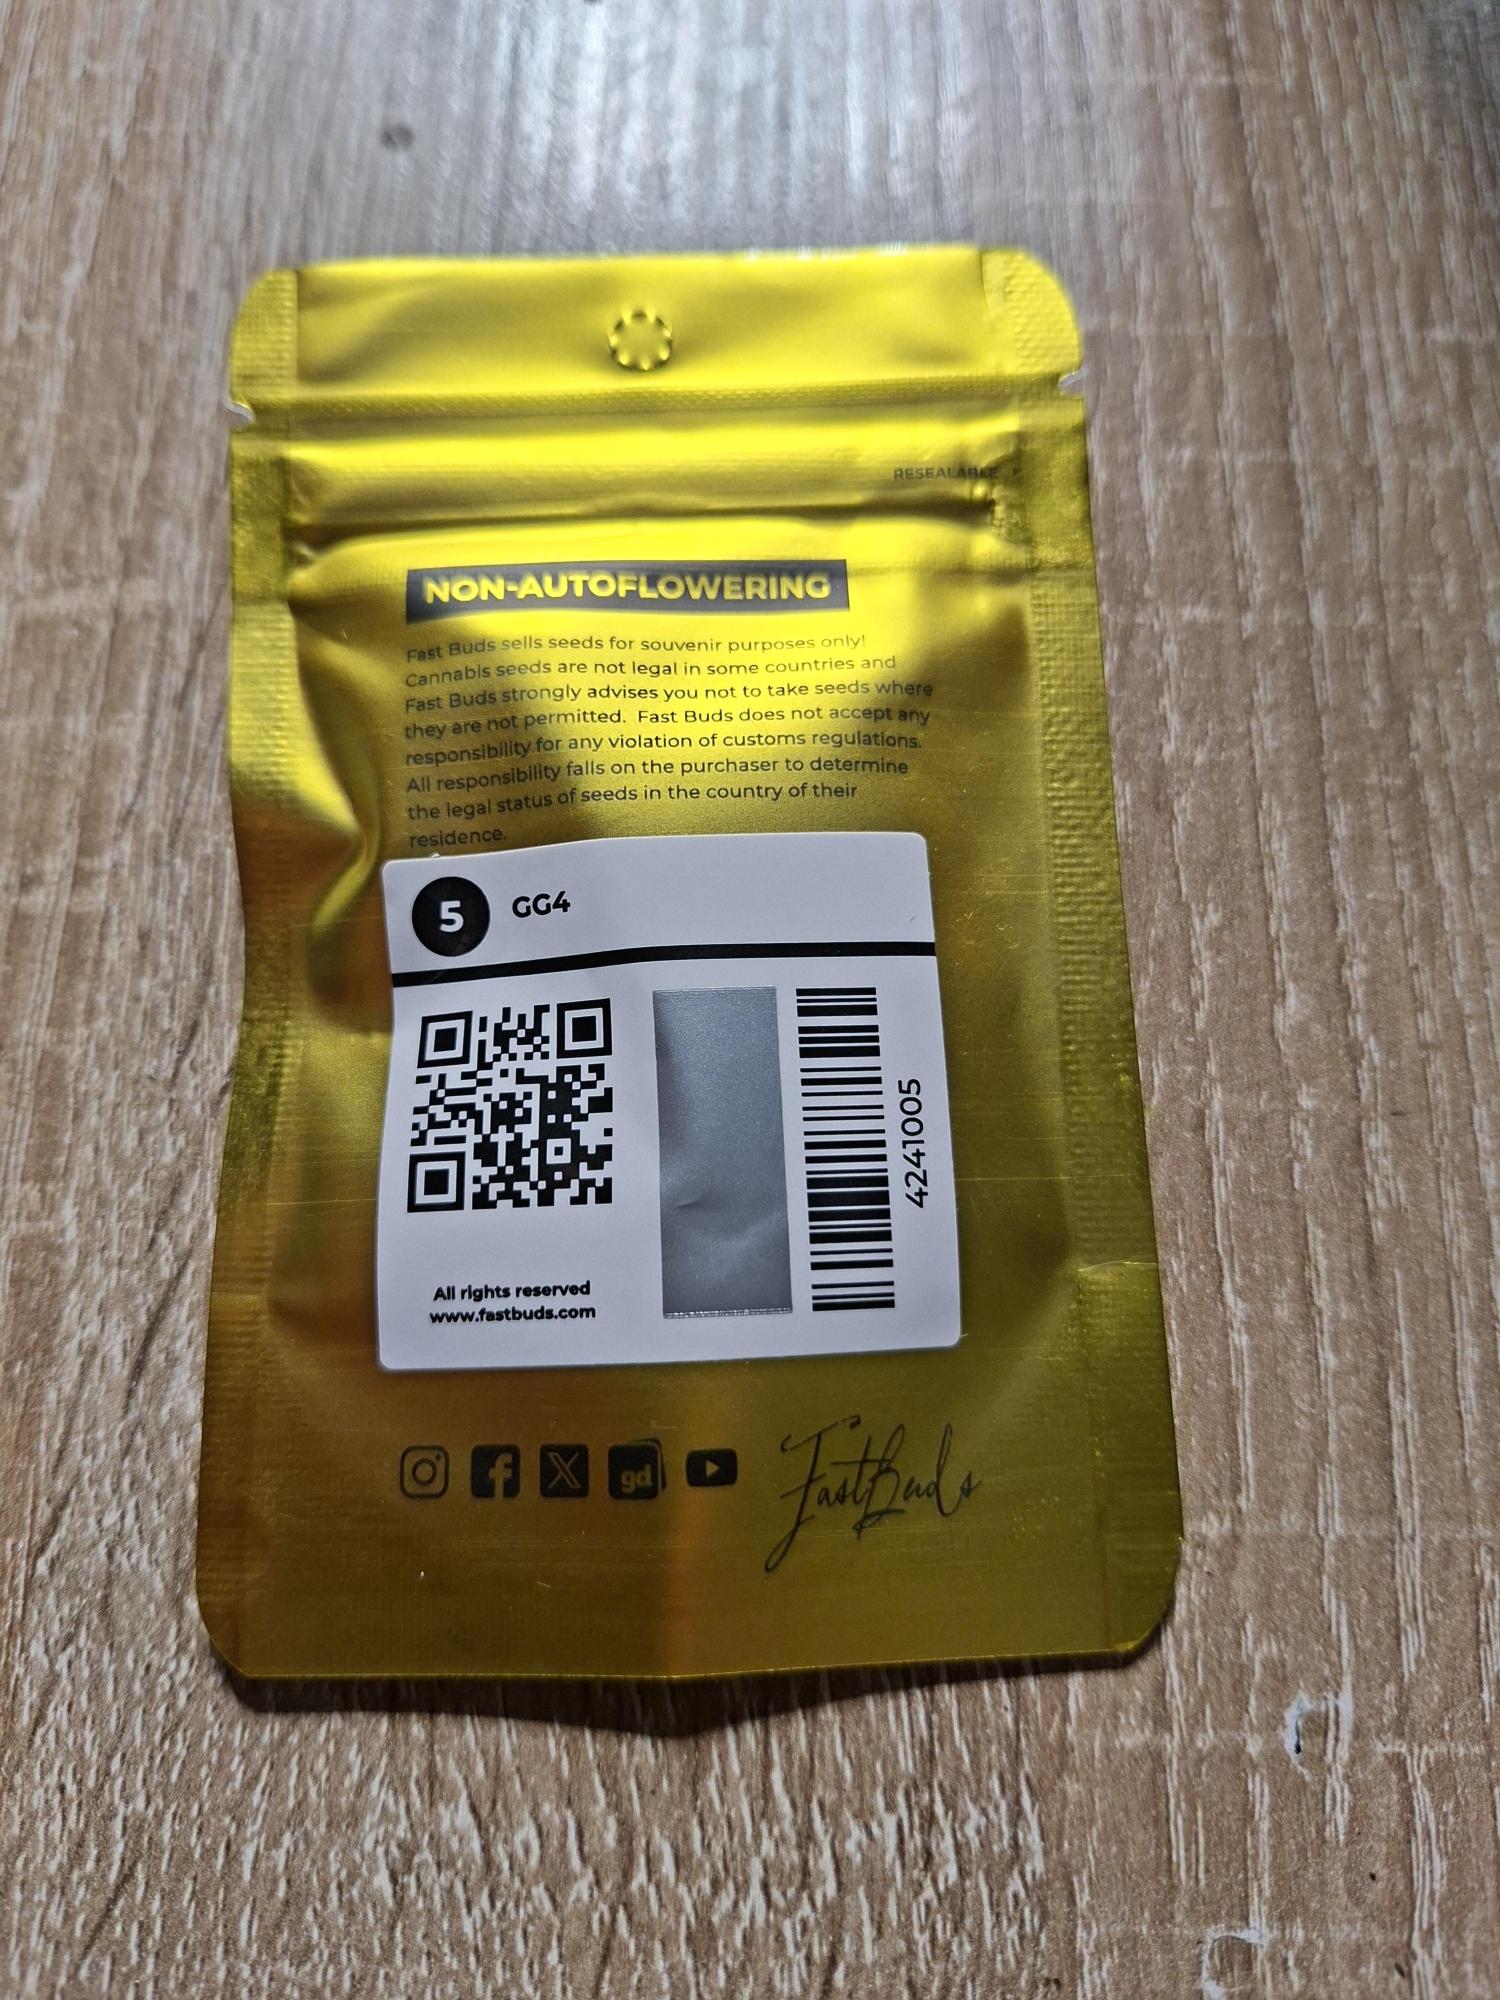 RESEALABLE
NON-AUTOFLOWERING
Fast Buds sells seeds for souvenir purposes only!
Cannabis seeds are not legal in some countries and
Fast Buds strongly advises you not to take seeds where
they are not permitted. Fast Buds does not accept any
responsibility for any violation of customs regulations.
All responsibility falls on the purchaser to determine
the legal status of seeds in the country of their
residence.
5 GG4
4241005
All rights reserved
www.fastbuds.com
gd
FastBuds